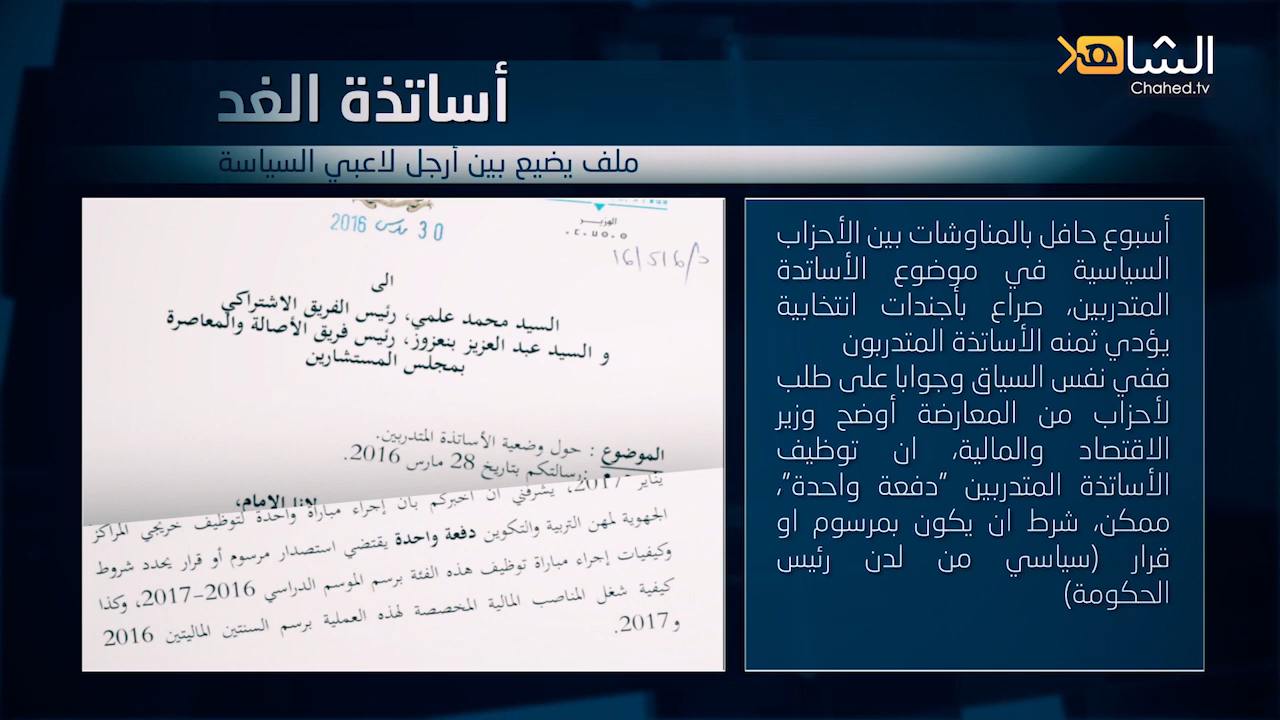 الشاهد
Chahed.tv
أساتذة الغد
ملف يضيع بين أرجل لاعبي السياسة
أسبوع حافل بالمناوشات بين الأحزاب
السياسية في موضوع الأساتدة
المتدربين، صراع بأجندات انتخابية
يؤدي ثمنه الأساتذة المتدربون
ففي نفس السياق وجوابا على طلب
لأحزاب من المعارضة أوضح وزير
الاقتصاد والمالية، ان توظيف
الأساتذة المتدربين "دفعة واحدة"،
ممكن، شرط ان يكون بمرسوم او
قرار (سياسي من لدن رئيس
الحكومة)
30 مارس 2016
الوزير
الى
السيد محمد علمي، رئيس الفريق الاشتراكي
و السيد عبد العزيز بنعزوز، رئيس فريق الأصالة والمعاصرة
بمجلس المستشارين
الموضوع : حول وضعية الأساتذة المتدربين.
رسالتكم بتاريخ 28 مارس 2016.
الإمام،
يناير 2017، يشرفني أن أخبركم بأن إجراء مباراة واحدة لتوظيف خريجي المراكز
الجهوية لمهن التربية والتكوين دفعة واحدة يقتضي استصدار مرسوم أو قرار يحدد شروط
وكيفيات إجراء مباراة توظيف هذه الفئة برسم الموسم الدراسي 2016-2017، وكذا
كيفية شغل المناصب المالية المخصصة لهذه العملية برسم السنتين الماليتين 2016
و2017.